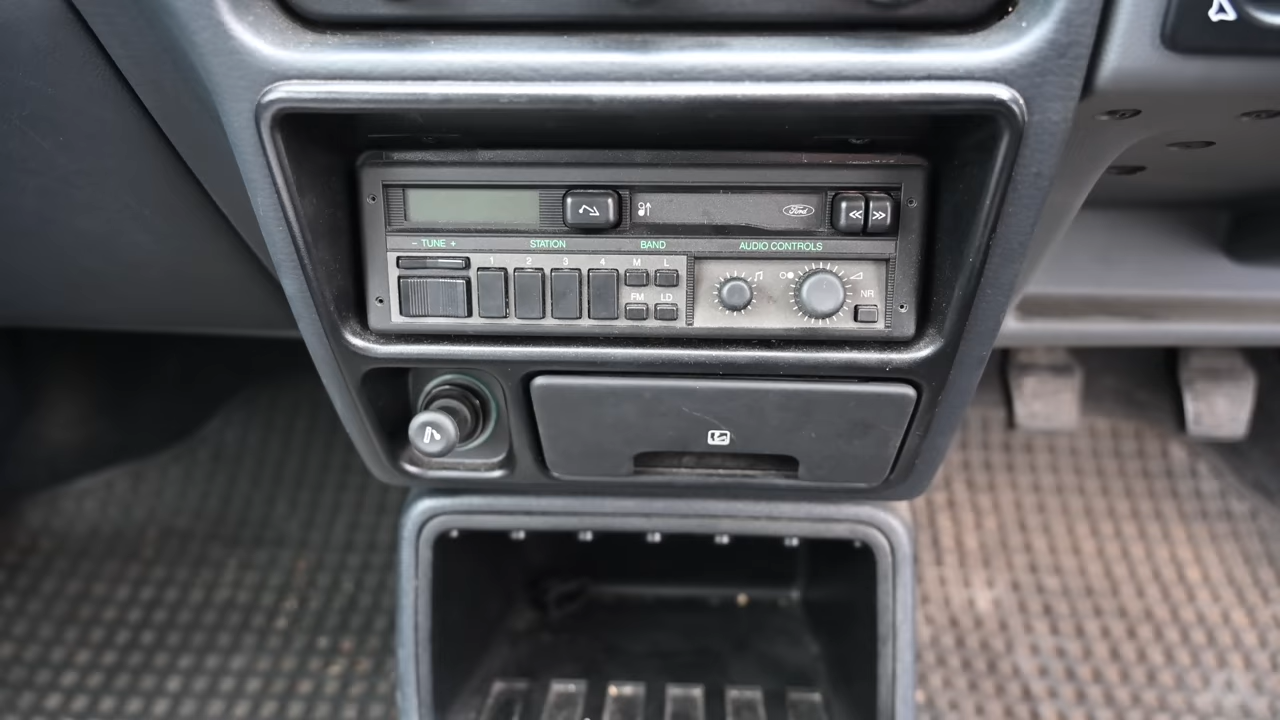 Ford
<< >>
- TUNE + STATION BAND AUDIO CONTROLS
1 2 3 4 M L
FM LD
NR